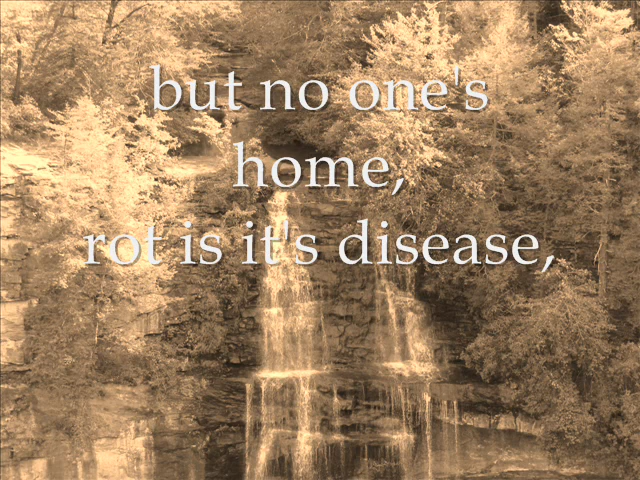 but no one's
home,
rot is it's disease,